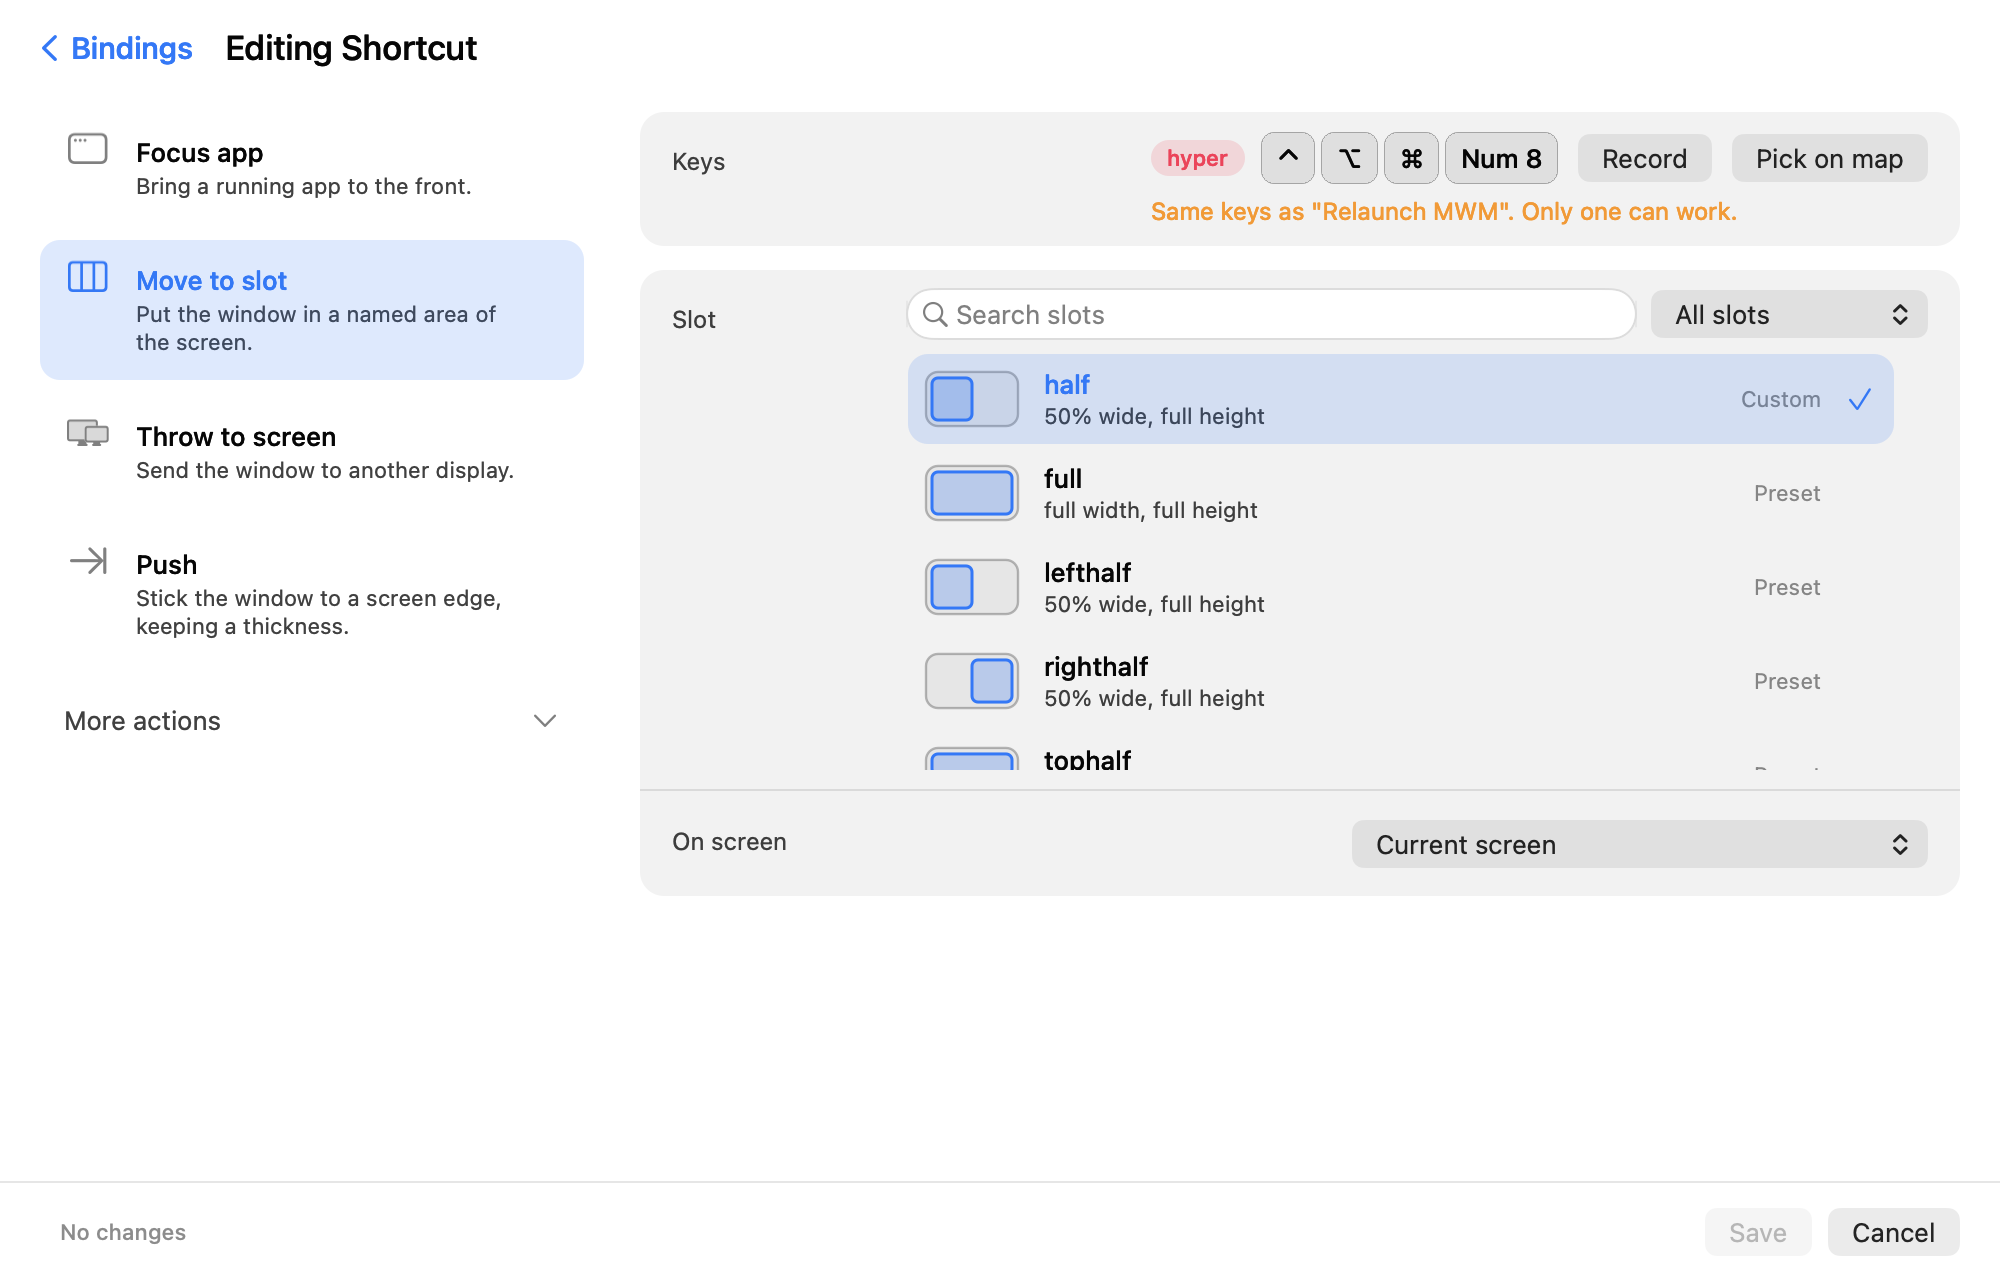 Bindings
Editing Shortcut
Focus app
Bring a running app to the front.
Move to slot
Put the window in a named area of
the screen.
Throw to screen
Send the window to another display.
Push
Stick the window to a screen edge,
keeping a thickness.
More actions
Keys
hyper ⌃ ⌥ ⌘ Num 8 Record Pick on map
Same keys as "Relaunch MWM". Only one can work.
Slot
Search slots
All slots
half
50% wide, full height
Custom
full
full width, full height
Preset
lefthalf
50% wide, full height
Preset
righthalf
50% wide, full height
Preset
tophalf
On screen
Current screen
No changes
Save
Cancel